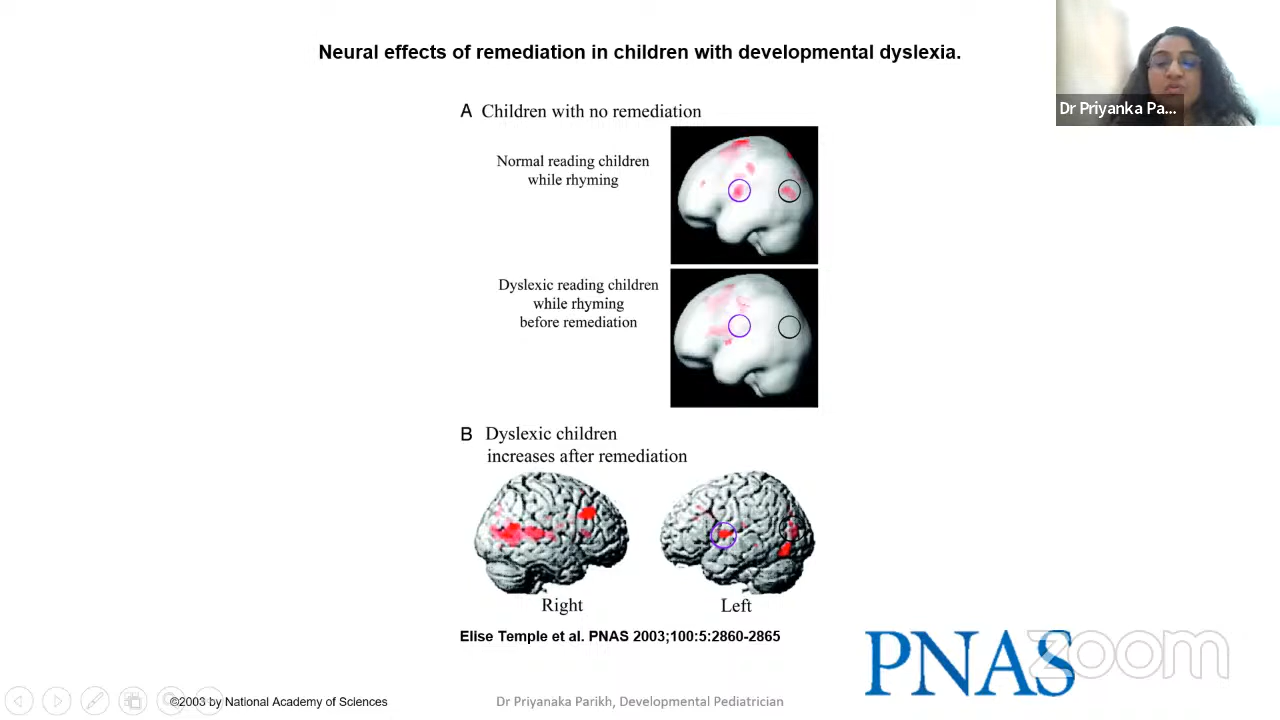 Neural effects of remediation in children with developmental dyslexia.
Dr Priyanka Pa...
A Children with no remediation
Normal reading children
while rhyming
Dyslexic reading children
while rhyming
before remediation
B Dyslexic children
increases after remediation
Right
Left
Elise Temple et al. PNAS 2003;100:5:2860-2865
PNAS
zoom
©2003 by National Academy of Sciences
Dr Priyanaka Parikh, Developmental Pediatrician